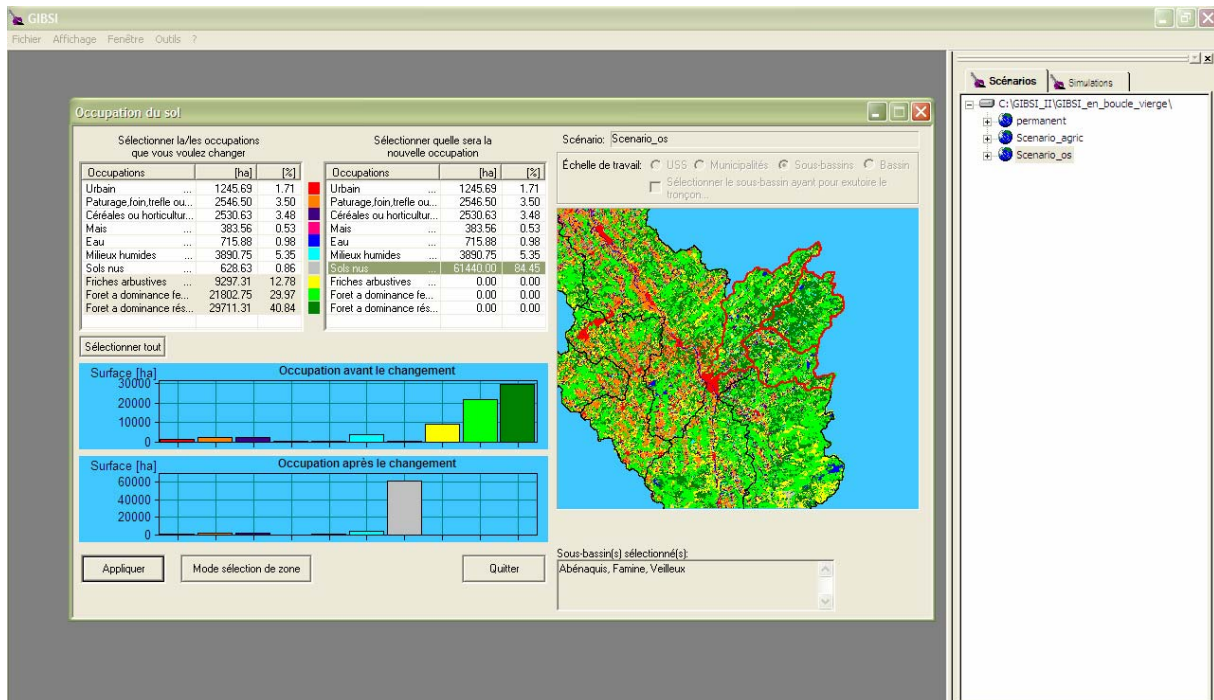 GIBSI
Fichier Affichage Fenêtre Outils ?
Occupation du sol
Sélectionner la/les occupations
que vous voulez changer
Occupations [ha] [%]
Urbain ... 1245.69 1.71
Paturage,foin,trefle ou... 2546.50 3.50
Céréales ou horticultur... 2530.63 3.48
Mais ... 383.56 0.53
Eau ... 715.88 0.98
Milieux humides ... 3890.75 5.35
Sols nus ... 628.63 0.86
Friches arbustives ... 9297.31 12.78
Foret a dominance fe... 21802.75 29.97
Foret a dominance rés... 29711.31 40.84
Sélectionner quelle sera la
nouvelle occupation
Occupations [ha] [%]
Urbain ... 1245.69 1.71
Paturage,foin,trefle ou... 2546.50 3.50
Céréales ou horticultur... 2530.63 3.48
Mais ... 383.56 0.53
Eau ... 715.88 0.98
Milieux humides ... 3890.75 5.35
Sols nus ... 61440.00 84.45
Friches arbustives ... 0.00 0.00
Foret a dominance fe... 0.00 0.00
Foret a dominance rés... 0.00 0.00
Sélectionner tout
Surface [ha] Occupation avant le changement
30000
20000
10000
0
Surface [ha] Occupation après le changement
60000
40000
20000
0
Appliquer Mode sélection de zone Quitter
Scénario: Scenario_os
Échelle de travail: USS Municipalités Sous-bassins Bassin
Sélectionner le sous-bassin ayant pour exutoire le
tronçon...
Sous-bassin(s) sélectionné(s):
Abénaquis, Famine, Veilleux
Scénarios Simulations
C:\GIBSI_II\GIBSI_en_boucle_vierge\
permanent
Scenario_agric
Scenario_os